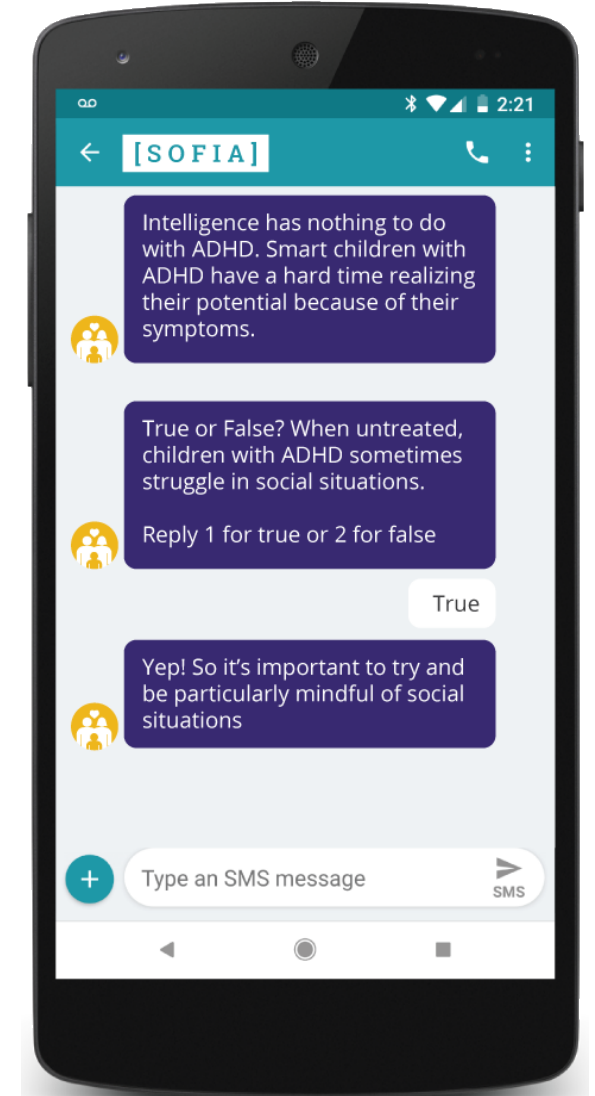 2:21
[SOFIA]
Intelligence has nothing to do
with ADHD. Smart children with
ADHD have a hard time realizing
their potential because of their
symptoms.
True or False? When untreated,
children with ADHD sometimes
struggle in social situations.
Reply 1 for true or 2 for false
True
Yep! So it’s important to try and
be particularly mindful of social
situations
Type an SMS message
SMS